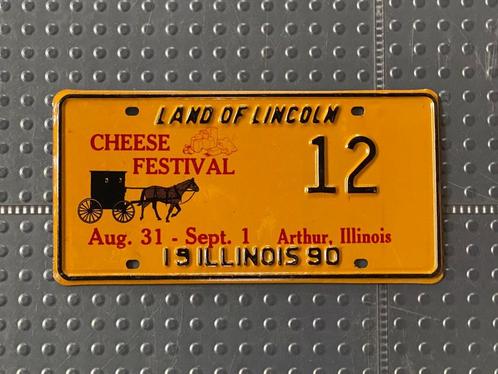 LAND OF LINCOLN
CHEESE
FESTIVAL
12
Aug. 31 - Sept. 1 Arthur, Illinois
19 ILLINOIS 90